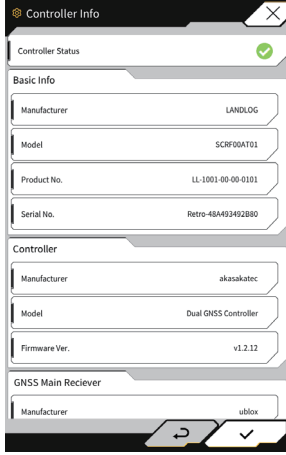 Controller Info
Controller Status
Basic Info
Manufacturer LANDLOG
Model SCRF00AT01
Product No. LL-1001-00-00-0101
Serial No. Retro-48A493492B80
Controller
Manufacturer akasakatec
Model Dual GNSS Controller
Firmware Ver. v1.2.12
GNSS Main Reciever
Manufacturer ublox